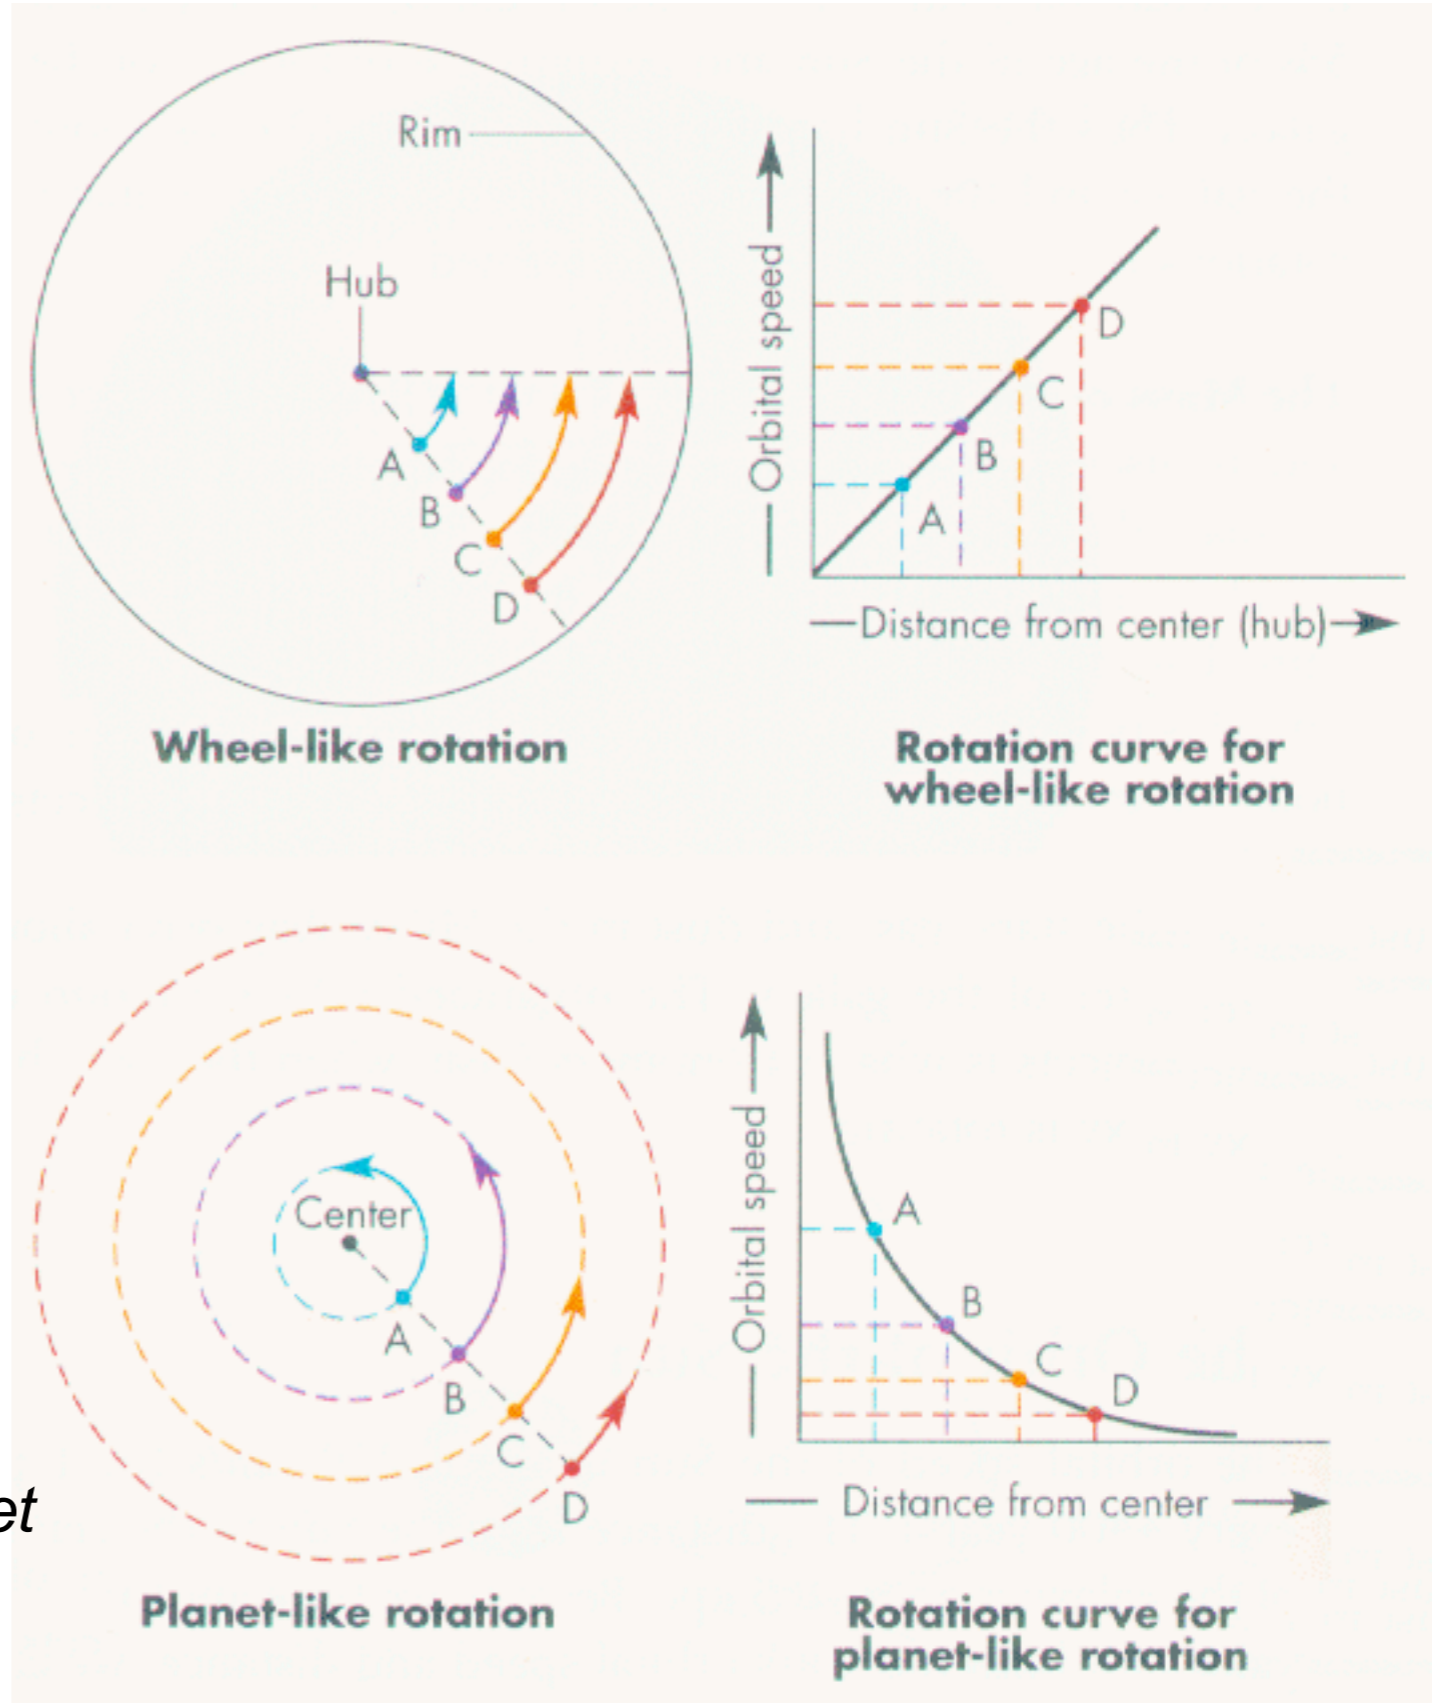 Rim
Hub
A
B
C
D
Orbital speed
D
C
B
A
Distance from center (hub)
Wheel-like rotation
Rotation curve for
wheel-like rotation
Center
A
B
C
D
Orbital speed
A
B
C
D
Distance from center
et
Planet-like rotation
Rotation curve for
planet-like rotation